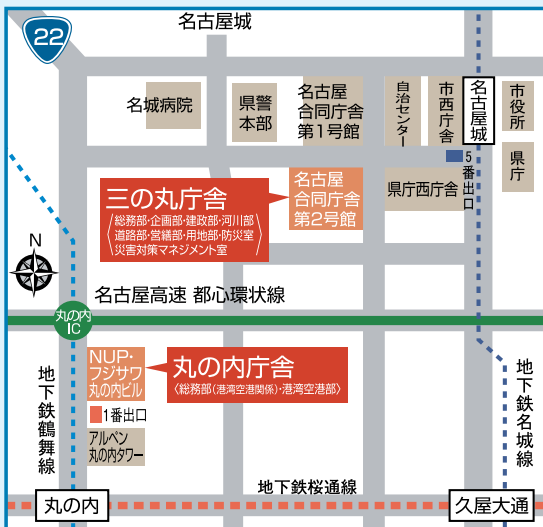 22
名古屋城
名城病院
県警
本部
名古屋
合同庁舎
第1号館
自治センター
市西庁舎
名古屋城
市役所
5番出口
県庁
県庁西庁舎
三の丸庁舎
〈総務部・企画部・建政部・河川部
道路部・営繕部・用地部・防災室
災害対策マネジメント室〉
名古屋
合同庁舎
第2号館
N
名古屋高速 都心環状線
丸の内
IC
NUP・
フジサワ
丸の内ビル
丸の内庁舎
〈総務部(港湾空港関係)・港湾空港部〉
1番出口
アルペン
丸の内タワー
地下鉄鶴舞線
地下鉄名城線
地下鉄桜通線
丸の内
久屋大通